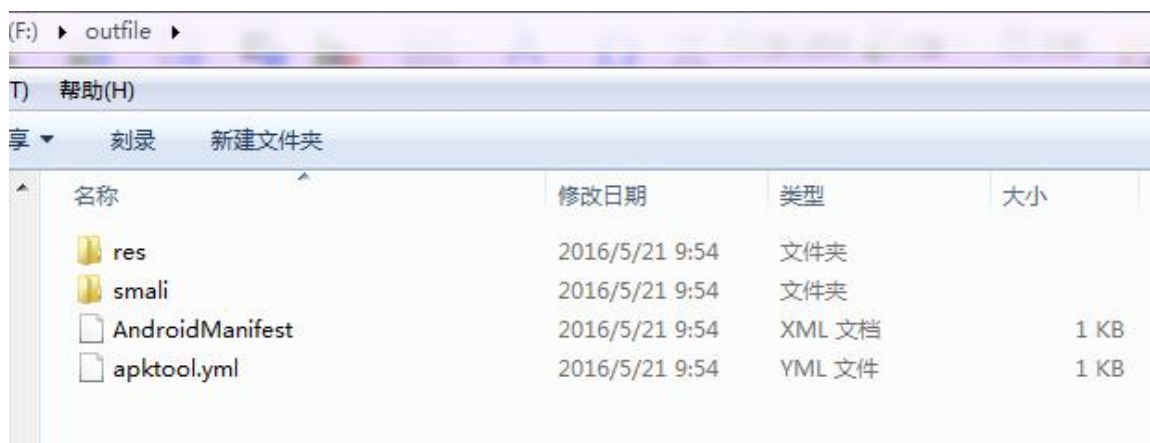 (F:) ▸ outfile ▸
T) 帮助(H)
享 ▾ 刻录 新建文件夹
名称 修改日期 类型 大小
res 2016/5/21 9:54 文件夹
smali 2016/5/21 9:54 文件夹
AndroidManifest 2016/5/21 9:54 XML 文档 1 KB
apktool.yml 2016/5/21 9:54 YML 文件 1 KB